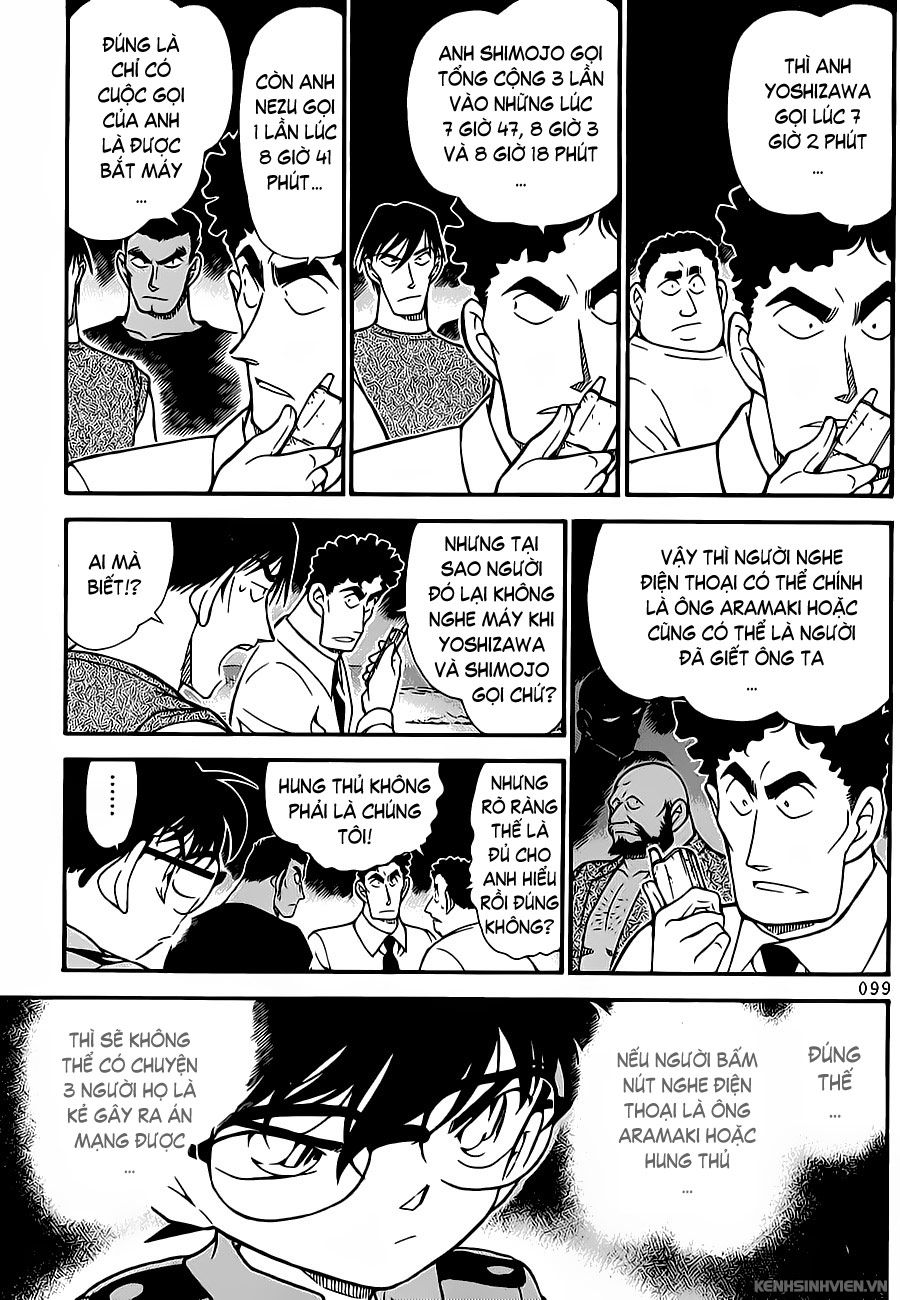 THÌ ANH
YOSHIZAWA
GỌI LÚC 7
GIỜ 2 PHÚT
...
ANH SHIMOJO GỌI
TỔNG CỘNG 3 LẦN
VÀO NHỮNG LÚC
7 GIỜ 47, 8 GIỜ 3
VÀ 8 GIỜ 18 PHÚT
...
CÒN ANH
NEZU GỌI
1 LẦN LÚC
8 GIỜ 41
PHÚT...
ĐÚNG LÀ
CHỈ CÓ
CUỘC GỌI
CỦA ANH
LÀ ĐƯỢC
BẮT MÁY
...
VẬY THÌ NGƯỜI NGHE
ĐIỆN THOẠI CÓ THỂ CHÍNH
LÀ ÔNG ARAMAKI HOẶC
CŨNG CÓ THỂ LÀ NGƯỜI
ĐÃ GIẾT ÔNG TA
...
NHƯNG TẠI
SAO NGƯỜI
ĐÓ LẠI KHÔNG
NGHE MÁY KHI
YOSHIZAWA
VÀ SHIMOJO
GỌI CHỨ?
AI MÀ
BIẾT!?
NHƯNG
RÕ RÀNG
THẾ LÀ
ĐỦ CHO
ANH HIỂU
RỒI ĐÚNG
KHÔNG?
HUNG THỦ KHÔNG
PHẢI LÀ CHÚNG
TÔI!
......
099
ĐÚNG
THẾ
...
NẾU NGƯỜI BẤM
NÚT NGHE ĐIỆN
THOẠI LÀ ÔNG
ARAMAKI HOẶC
HUNG THỦ
...
THÌ SẼ KHÔNG
THỂ CÓ CHUYỆN
3 NGƯỜI HỌ LÀ
KẺ GÂY RA ÁN
MẠNG ĐƯỢC
...
KENHSINHVIEN.VN